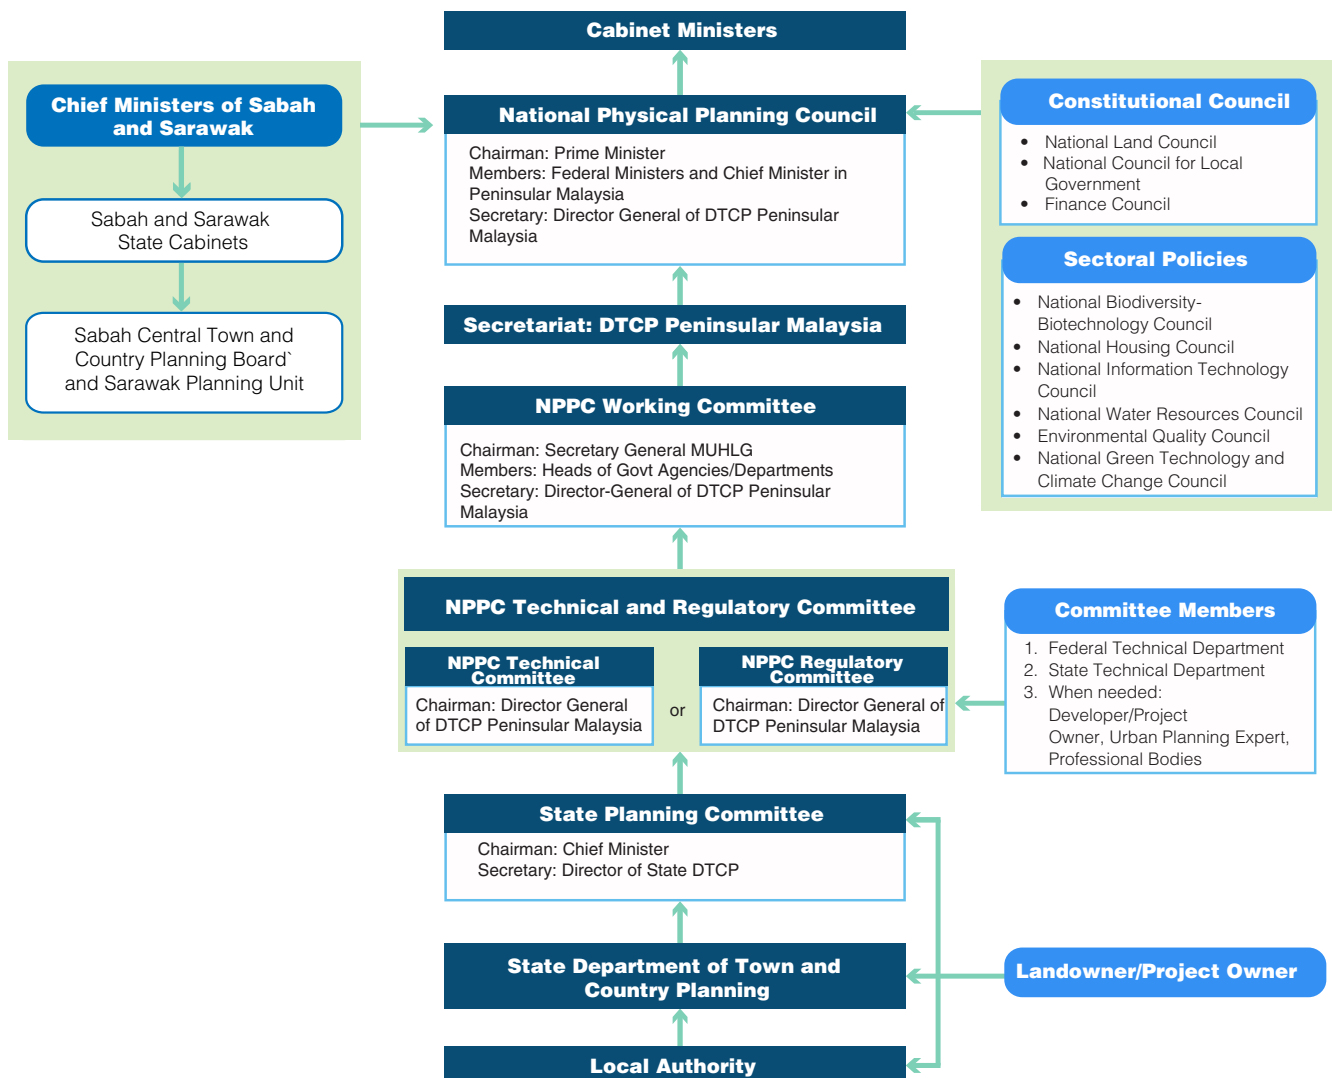 Cabinet Ministers
Chief Ministers of Sabah
and Sarawak
Sabah and Sarawak
State Cabinets
Sabah Central Town and
Country Planning Board`
and Sarawak Planning Unit
National Physical Planning Council
Chairman: Prime Minister
Members: Federal Ministers and Chief Minister in
Peninsular Malaysia
Secretary: Director General of DTCP Peninsular
Malaysia
Constitutional Council
• National Land Council
• National Council for Local
Government
• Finance Council
Sectoral Policies
• National Biodiversity-
Biotechnology Council
• National Housing Council
• National Information Technology
Council
• National Water Resources Council
• Environmental Quality Council
• National Green Technology and
Climate Change Council
Secretariat: DTCP Peninsular Malaysia
NPPC Working Committee
Chairman: Secretary General MUHLG
Members: Heads of Govt Agencies/Departments
Secretary: Director-General of DTCP Peninsular
Malaysia
NPPC Technical and Regulatory Committee
NPPC Technical
Committee
Chairman: Director General
of DTCP Peninsular Malaysia
or
NPPC Regulatory
Committee
Chairman: Director General of
DTCP Peninsular Malaysia
Committee Members
1. Federal Technical Department
2. State Technical Department
3. When needed:
Developer/Project
Owner, Urban Planning Expert,
Professional Bodies
State Planning Committee
Chairman: Chief Minister
Secretary: Director of State DTCP
State Department of Town and
Country Planning
Landowner/Project Owner
Local Authority